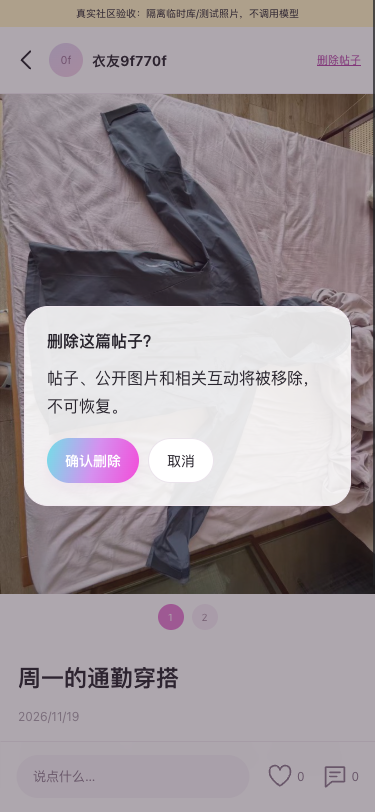 真实社区验收：隔离临时库/测试照片，不调用模型
0f
衣友9f770f
删除帖子
删除这篇帖子?
帖子、公开图片和相关互动将被移除，
不可恢复。
确认删除
取消
1
2
周一的通勤穿搭
2026/11/19
说点什么...
0
0